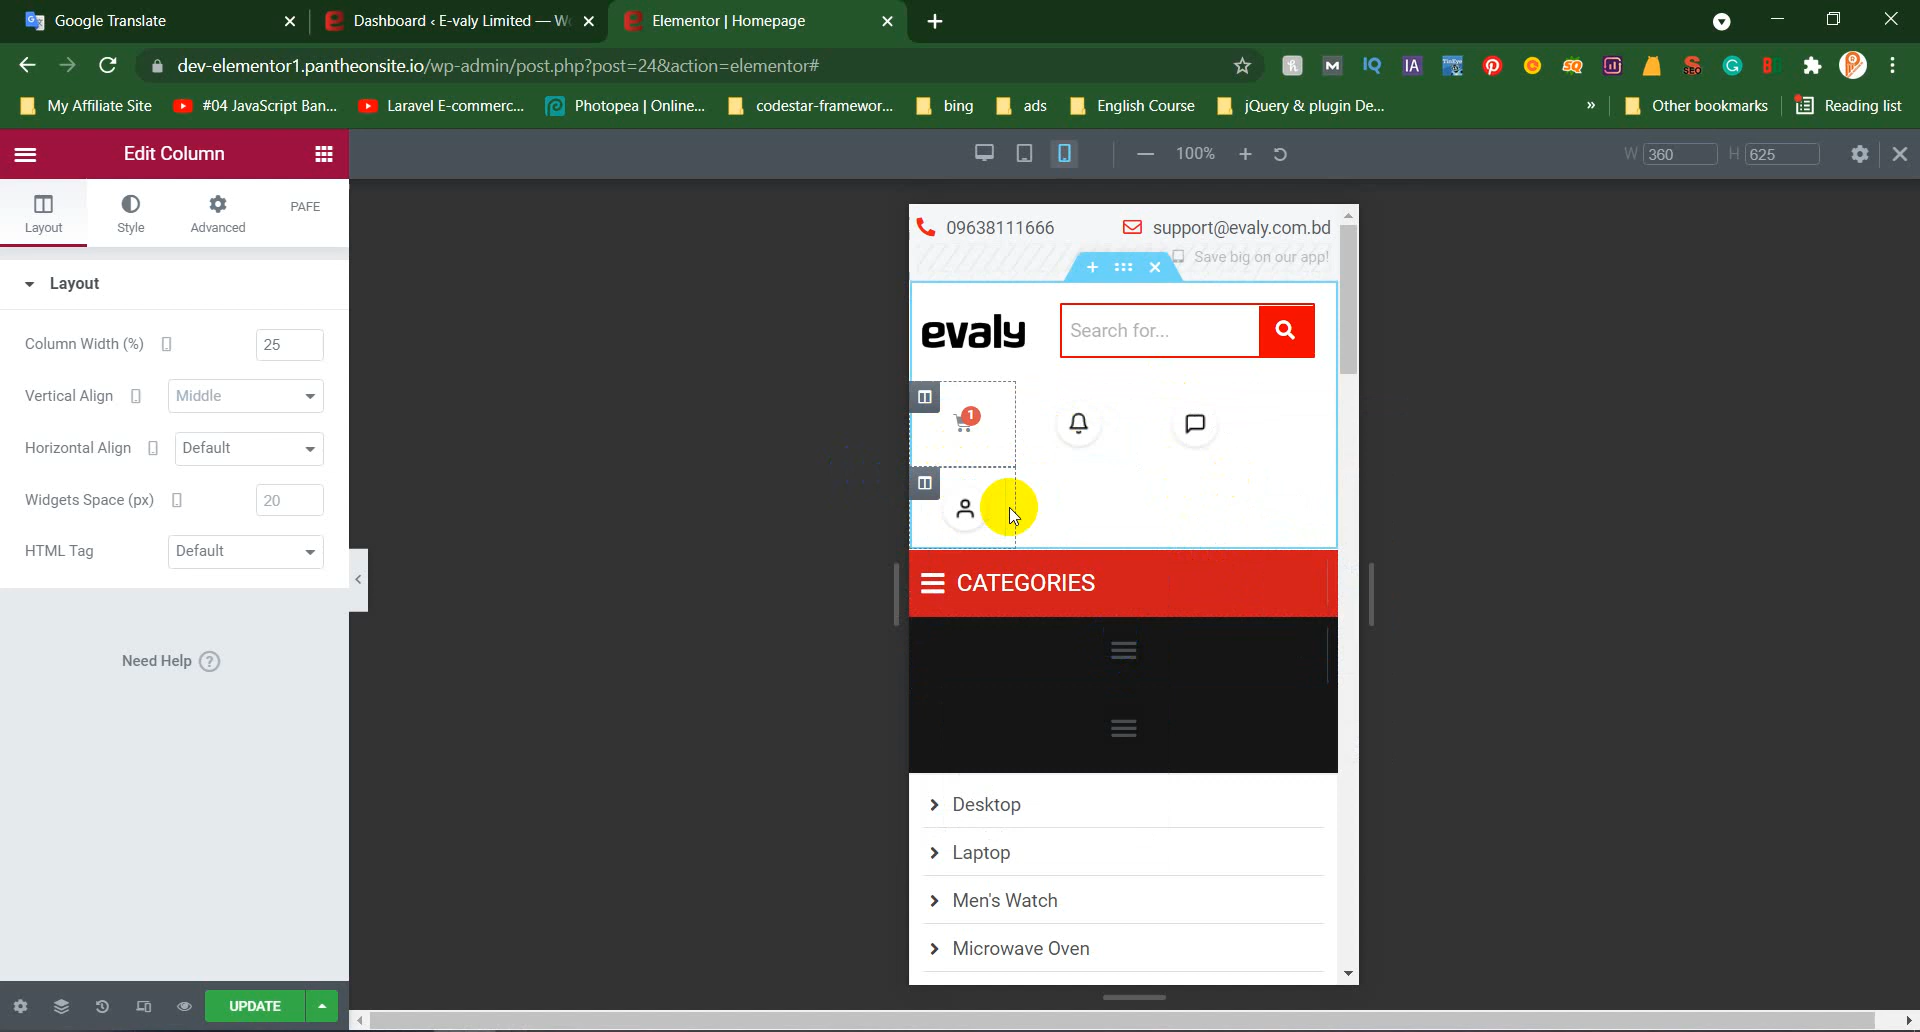 Google Translate
Dashboard ‹ E-valy Limited — W
Elementor | Homepage
dev-elementor1.pantheonsite.io/wp-admin/post.php?post=24&action=elementor#
My Affiliate Site
#04 JavaScript Ban...
Laravel E-commerc...
Photopea | Online...
codestar-framewor...
bing
ads
English Course
jQuery & plugin De...
»
Other bookmarks
Reading list
Edit Column
100%
W 360
H 625
Layout
Style
Advanced
PAFE
Layout
Column Width (%)
25
Vertical Align
Middle
Horizontal Align
Default
Widgets Space (px)
20
HTML Tag
Default
Need Help ?
UPDATE
09638111666
support@evaly.com.bd
Save big on our app!
evaly
Search for...
1
CATEGORIES
Desktop
Laptop
Men's Watch
Microwave Oven